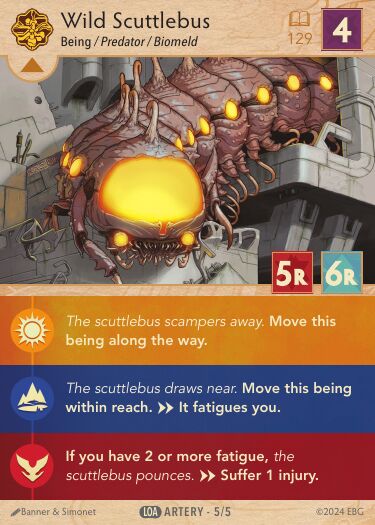 Wild Scuttlebus
Being / Predator / Biomeld
129
4
5R
6R
The scuttlebus scampers away. Move this
being along the way.
The scuttlebus draws near. Move this being
within reach. It fatigues you.
If you have 2 or more fatigue, the
scuttlebus pounces. Suffer 1 injury.
Banner & Simonet
LOA ARTERY - 5/5
©2024 EBG